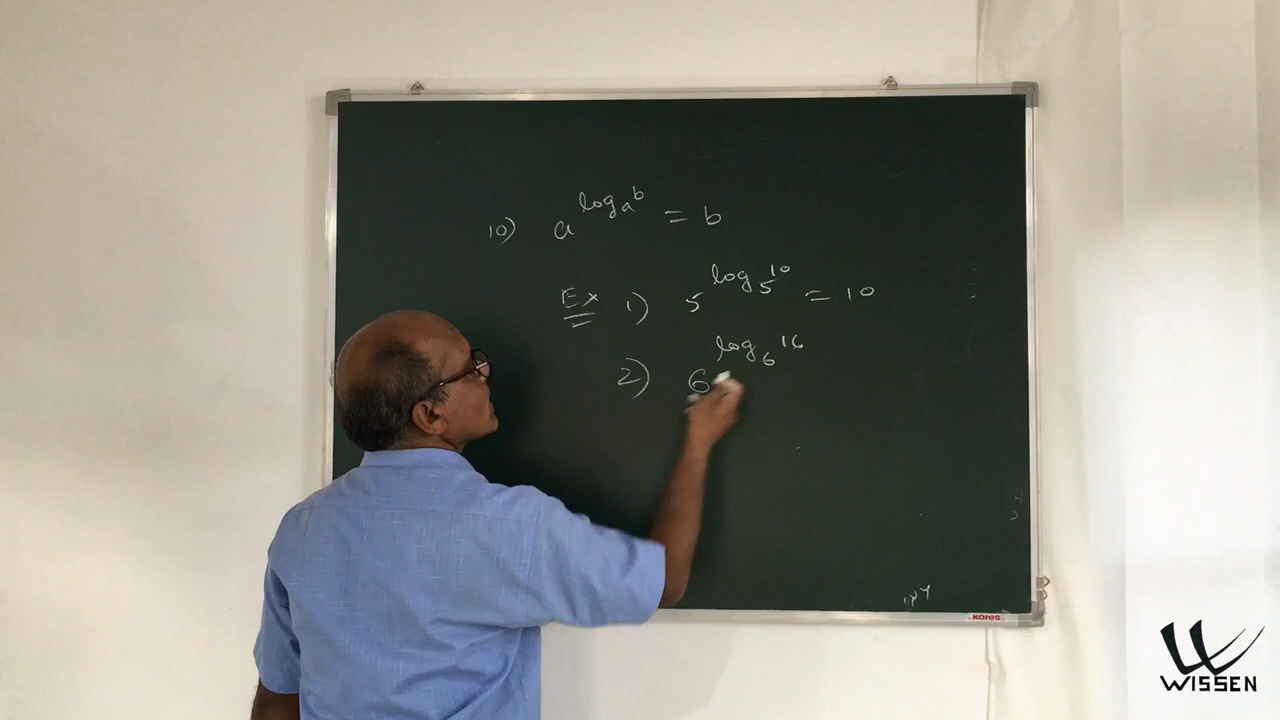 10) a^{log_a b} = b
Ex 1) 5^{log_5 10} = 10
2) 6^{log_6 16}
kores
WISSEN